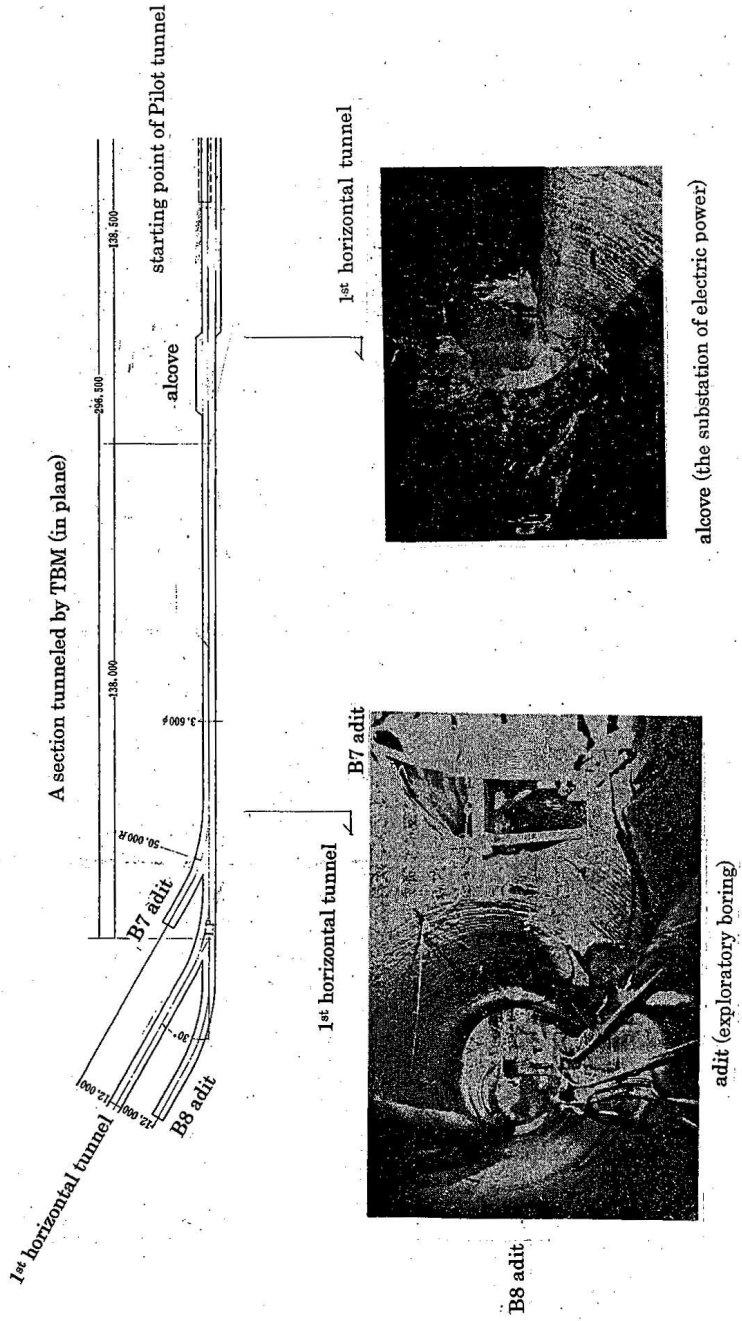 A section tunneled by TBM (in plane)
296.500
138.000
138.500
1st horizontal tunnel
12.000
12.000
B7 adit
B8 adit
30°
50.000R
3.600φ
alcove
starting point of Pilot tunnel
1st horizontal tunnel
1st horizontal tunnel
B8 adit
B7 adit
adit (exploratory boring)
alcove (the substation of electric power)